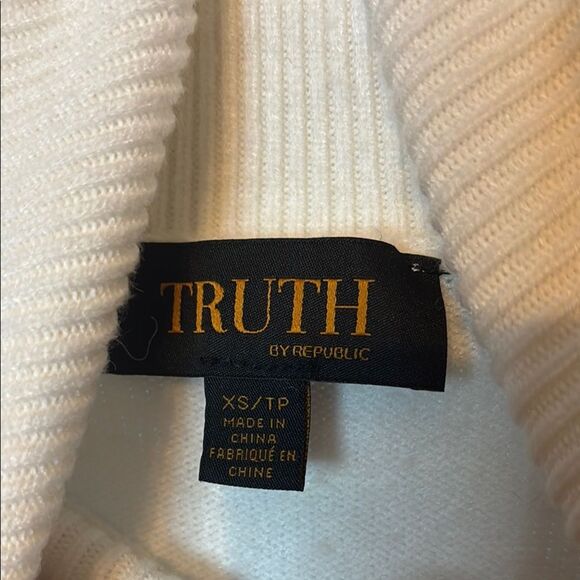 TRUTH
BY REPUBLIC
XS/TP
MADE IN
CHINA
FABRIQUÉ EN
CHINE